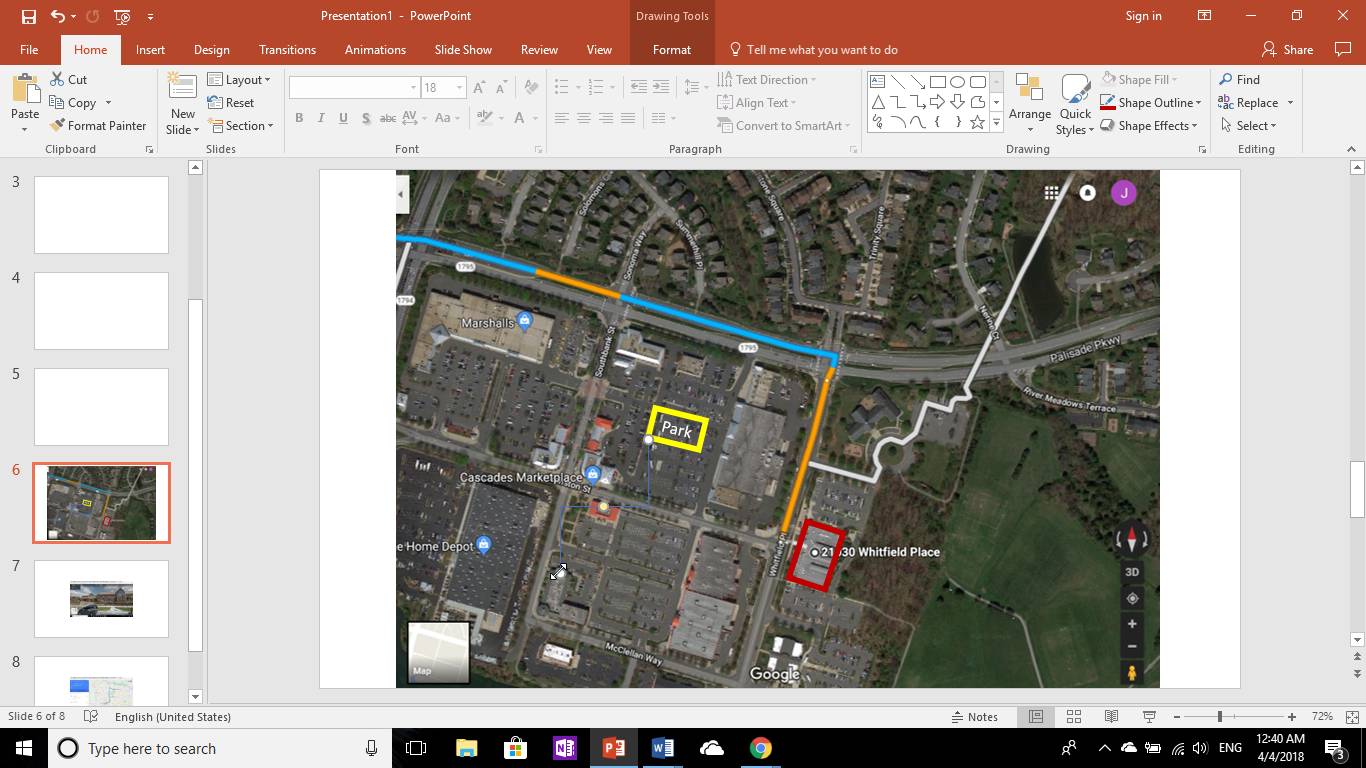 Presentation1 - PowerPoint
Drawing Tools
Sign in
File
Home
Insert
Design
Transitions
Animations
Slide Show
Review
View
Format
Tell me what you want to do
Share
Paste
Cut
Copy
Format Painter
Clipboard
New
Slide
Layout
Reset
Section
Slides
18
B I U S abc AV Aa A
Font
Text Direction
Align Text
Convert to SmartArt
Paragraph
Arrange
Quick
Styles
Shape Fill
Shape Outline
Shape Effects
Drawing
Find
Replace
Select
Editing
3
4
5
6
7
8
J
Solomons
Sonoma Way
Summerhill Pl
Trinity Square
1795
1794
Marshalls
Southbank St
1795
Nerine Ct
Palisade Pkwy
River Meadows Terrace
Park
Cascades Marketplace
e Home Depot
Whitfield Pl
Whitfield Place
3D
McClellan Way
Map
Google
Slide 6 of 8
English (United States)
Notes
72%
Type here to search
ENG
12:40 AM
4/4/2018
3